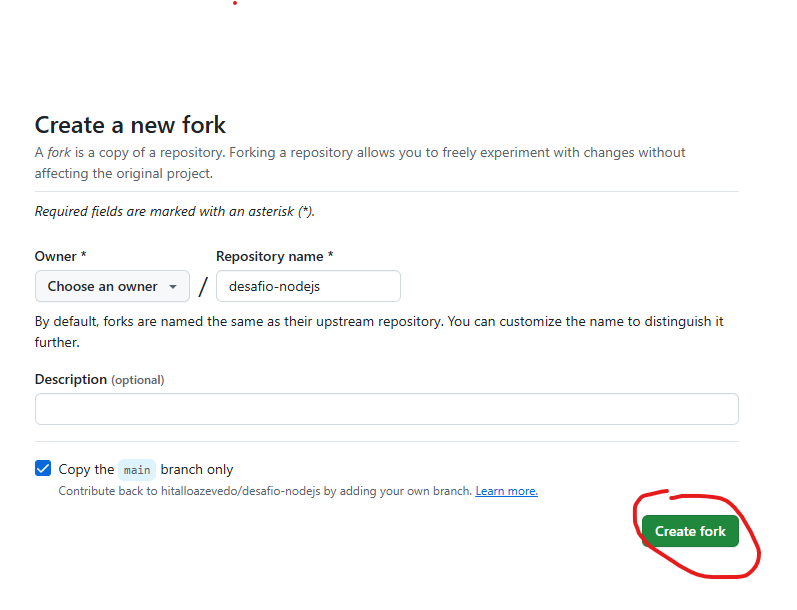 Create a new fork
A fork is a copy of a repository. Forking a repository allows you to freely experiment with changes without
affecting the original project.
Required fields are marked with an asterisk (*).
Owner *
Repository name *
Choose an owner
/
desafio-nodejs
By default, forks are named the same as their upstream repository. You can customize the name to distinguish it
further.
Description (optional)
Copy the main branch only
Contribute back to hitalloazevedo/desafio-nodejs by adding your own branch. Learn more.
Create fork